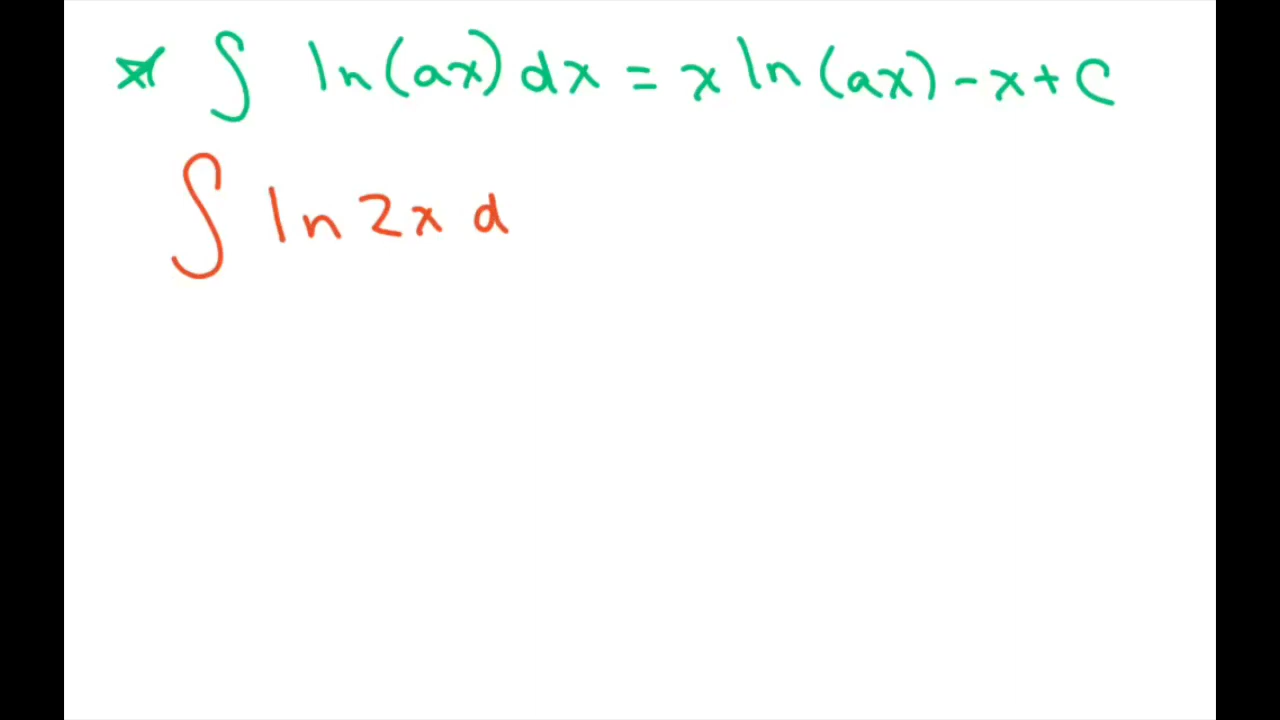 ☆ ∫ ln(ax) dx = x ln(ax) - x + C
∫ ln 2x d